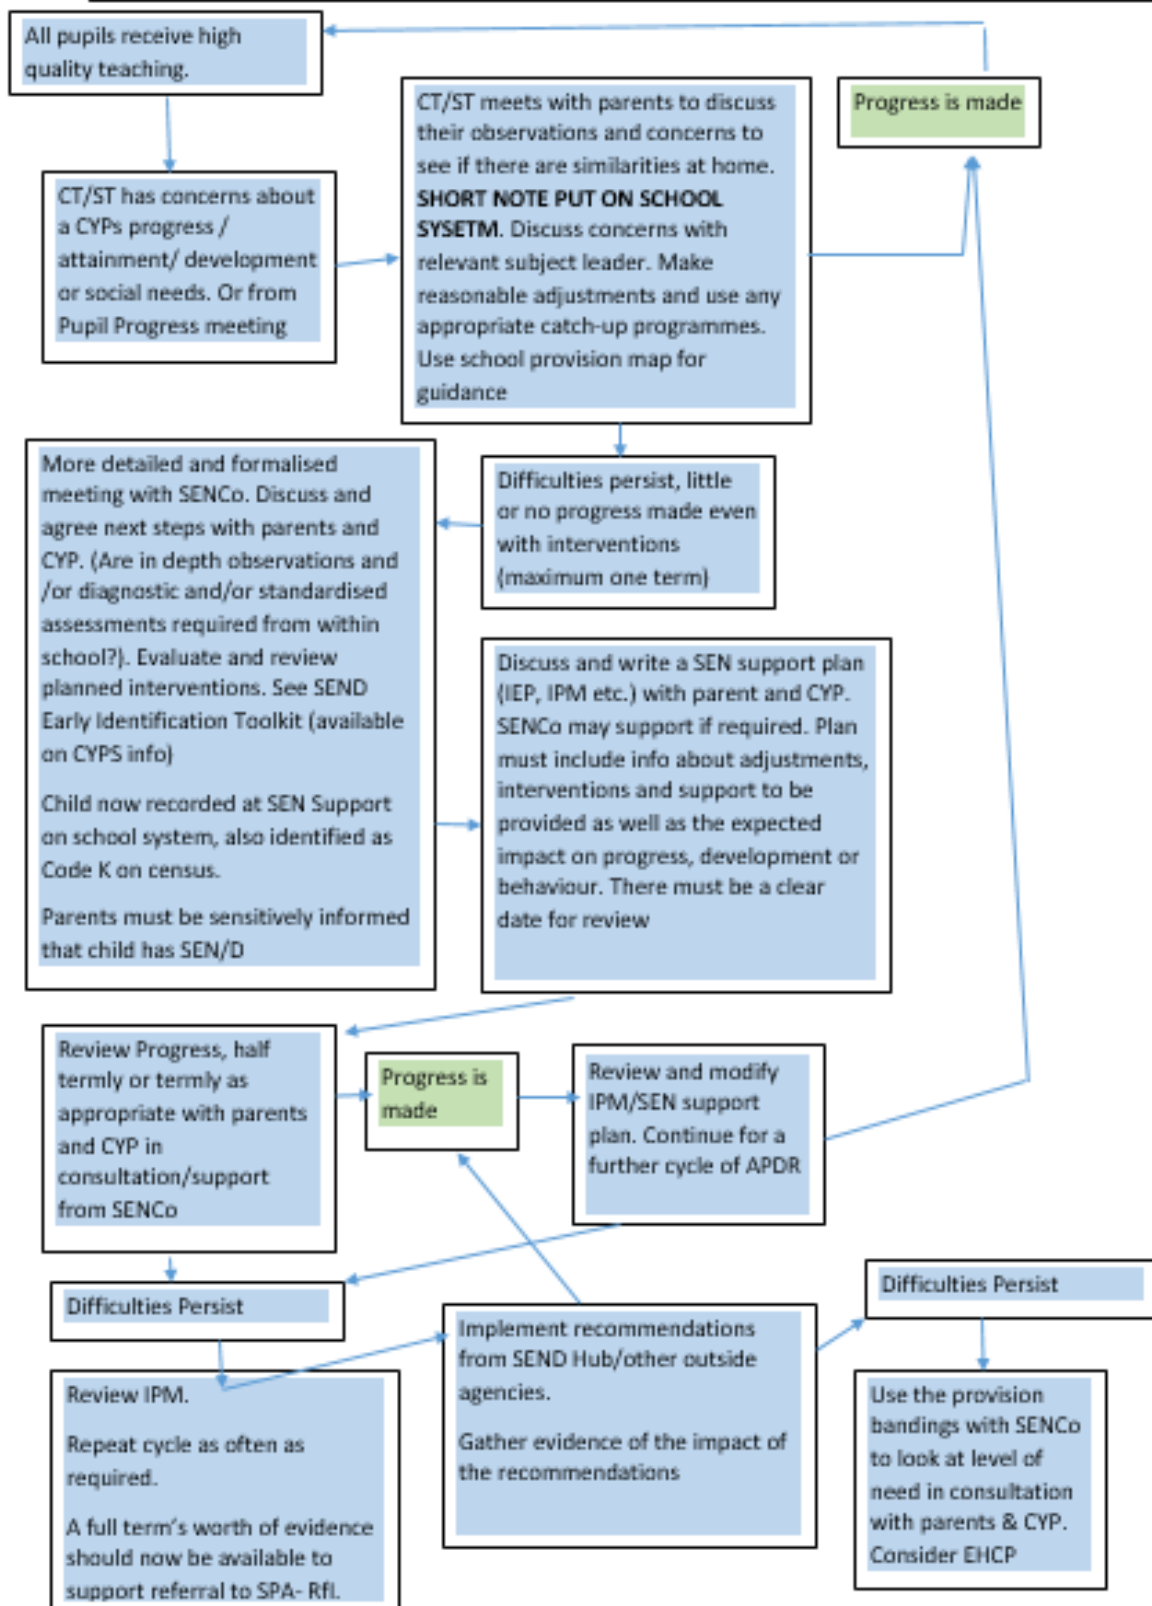 All pupils receive high
quality teaching.
Progress is made
CT/ST meets with parents to discuss
their observations and concerns to
see if there are similarities at home.
SHORT NOTE PUT ON SCHOOL
SYSETM. Discuss concerns with
relevant subject leader. Make
reasonable adjustments and use any
appropriate catch-up programmes.
Use school provision map for
guidance
CT/ST has concerns about
a CYPs progress /
attainment/ development
or social needs. Or from
Pupil Progress meeting
Difficulties persist, little
or no progress made even
with interventions
(maximum one term)
More detailed and formalised
meeting with SENCo. Discuss and
agree next steps with parents and
CYP. (Are in depth observations and
/or diagnostic and/or standardised
assessments required from within
school?). Evaluate and review
planned interventions. See SEND
Early Identification Toolkit (available
on CYPS info)
Child now recorded at SEN Support
on school system, also identified as
Code K on census.
Parents must be sensitively informed
that child has SEN/D
Discuss and write a SEN support plan
(IEP, IPM etc.) with parent and CYP.
SENCo may support if required. Plan
must include info about adjustments,
interventions and support to be
provided as well as the expected
impact on progress, development or
behaviour. There must be a clear
date for review
Review Progress, half
termly or termly as
appropriate with parents
and CYP in
consultation/support
from SENCo
Progress is
made
Review and modify
IPM/SEN support
plan. Continue for a
further cycle of APDR
Difficulties Persist
Difficulties Persist
Review IPM.
Repeat cycle as often as
required.
A full term's worth of evidence
should now be available to
support referral to SPA- RfI.
Implement recommendations
from SEND Hub/other outside
agencies.
Gather evidence of the impact of
the recommendations
Use the provision
bandings with SENCo
to look at level of
need in consultation
with parents & CYP.
Consider EHCP